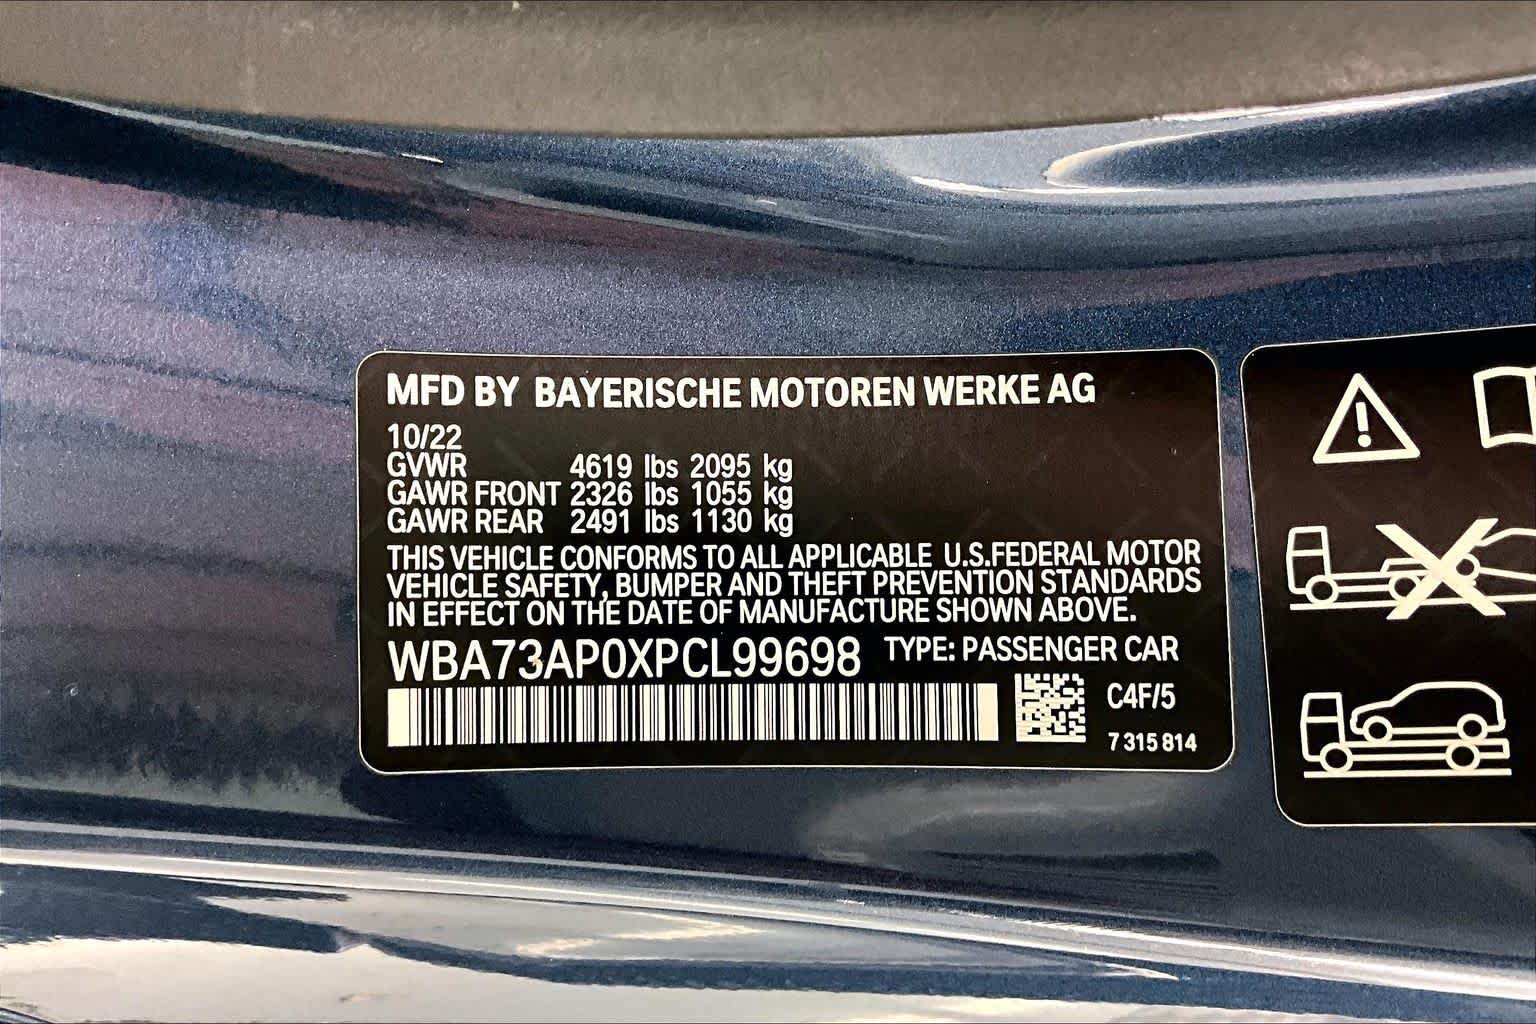 MFD BY BAYERISCHE MOTOREN WERKE AG
10/22
GVWR 4619 lbs 2095 kg
GAWR FRONT 2326 lbs 1055 kg
GAWR REAR 2491 lbs 1130 kg
THIS VEHICLE CONFORMS TO ALL APPLICABLE U.S.FEDERAL MOTOR
VEHICLE SAFETY, BUMPER AND THEFT PREVENTION STANDARDS
IN EFFECT ON THE DATE OF MANUFACTURE SHOWN ABOVE.
WBA73AP0XPCL99698 TYPE: PASSENGER CAR
C4F/5
7 315 814